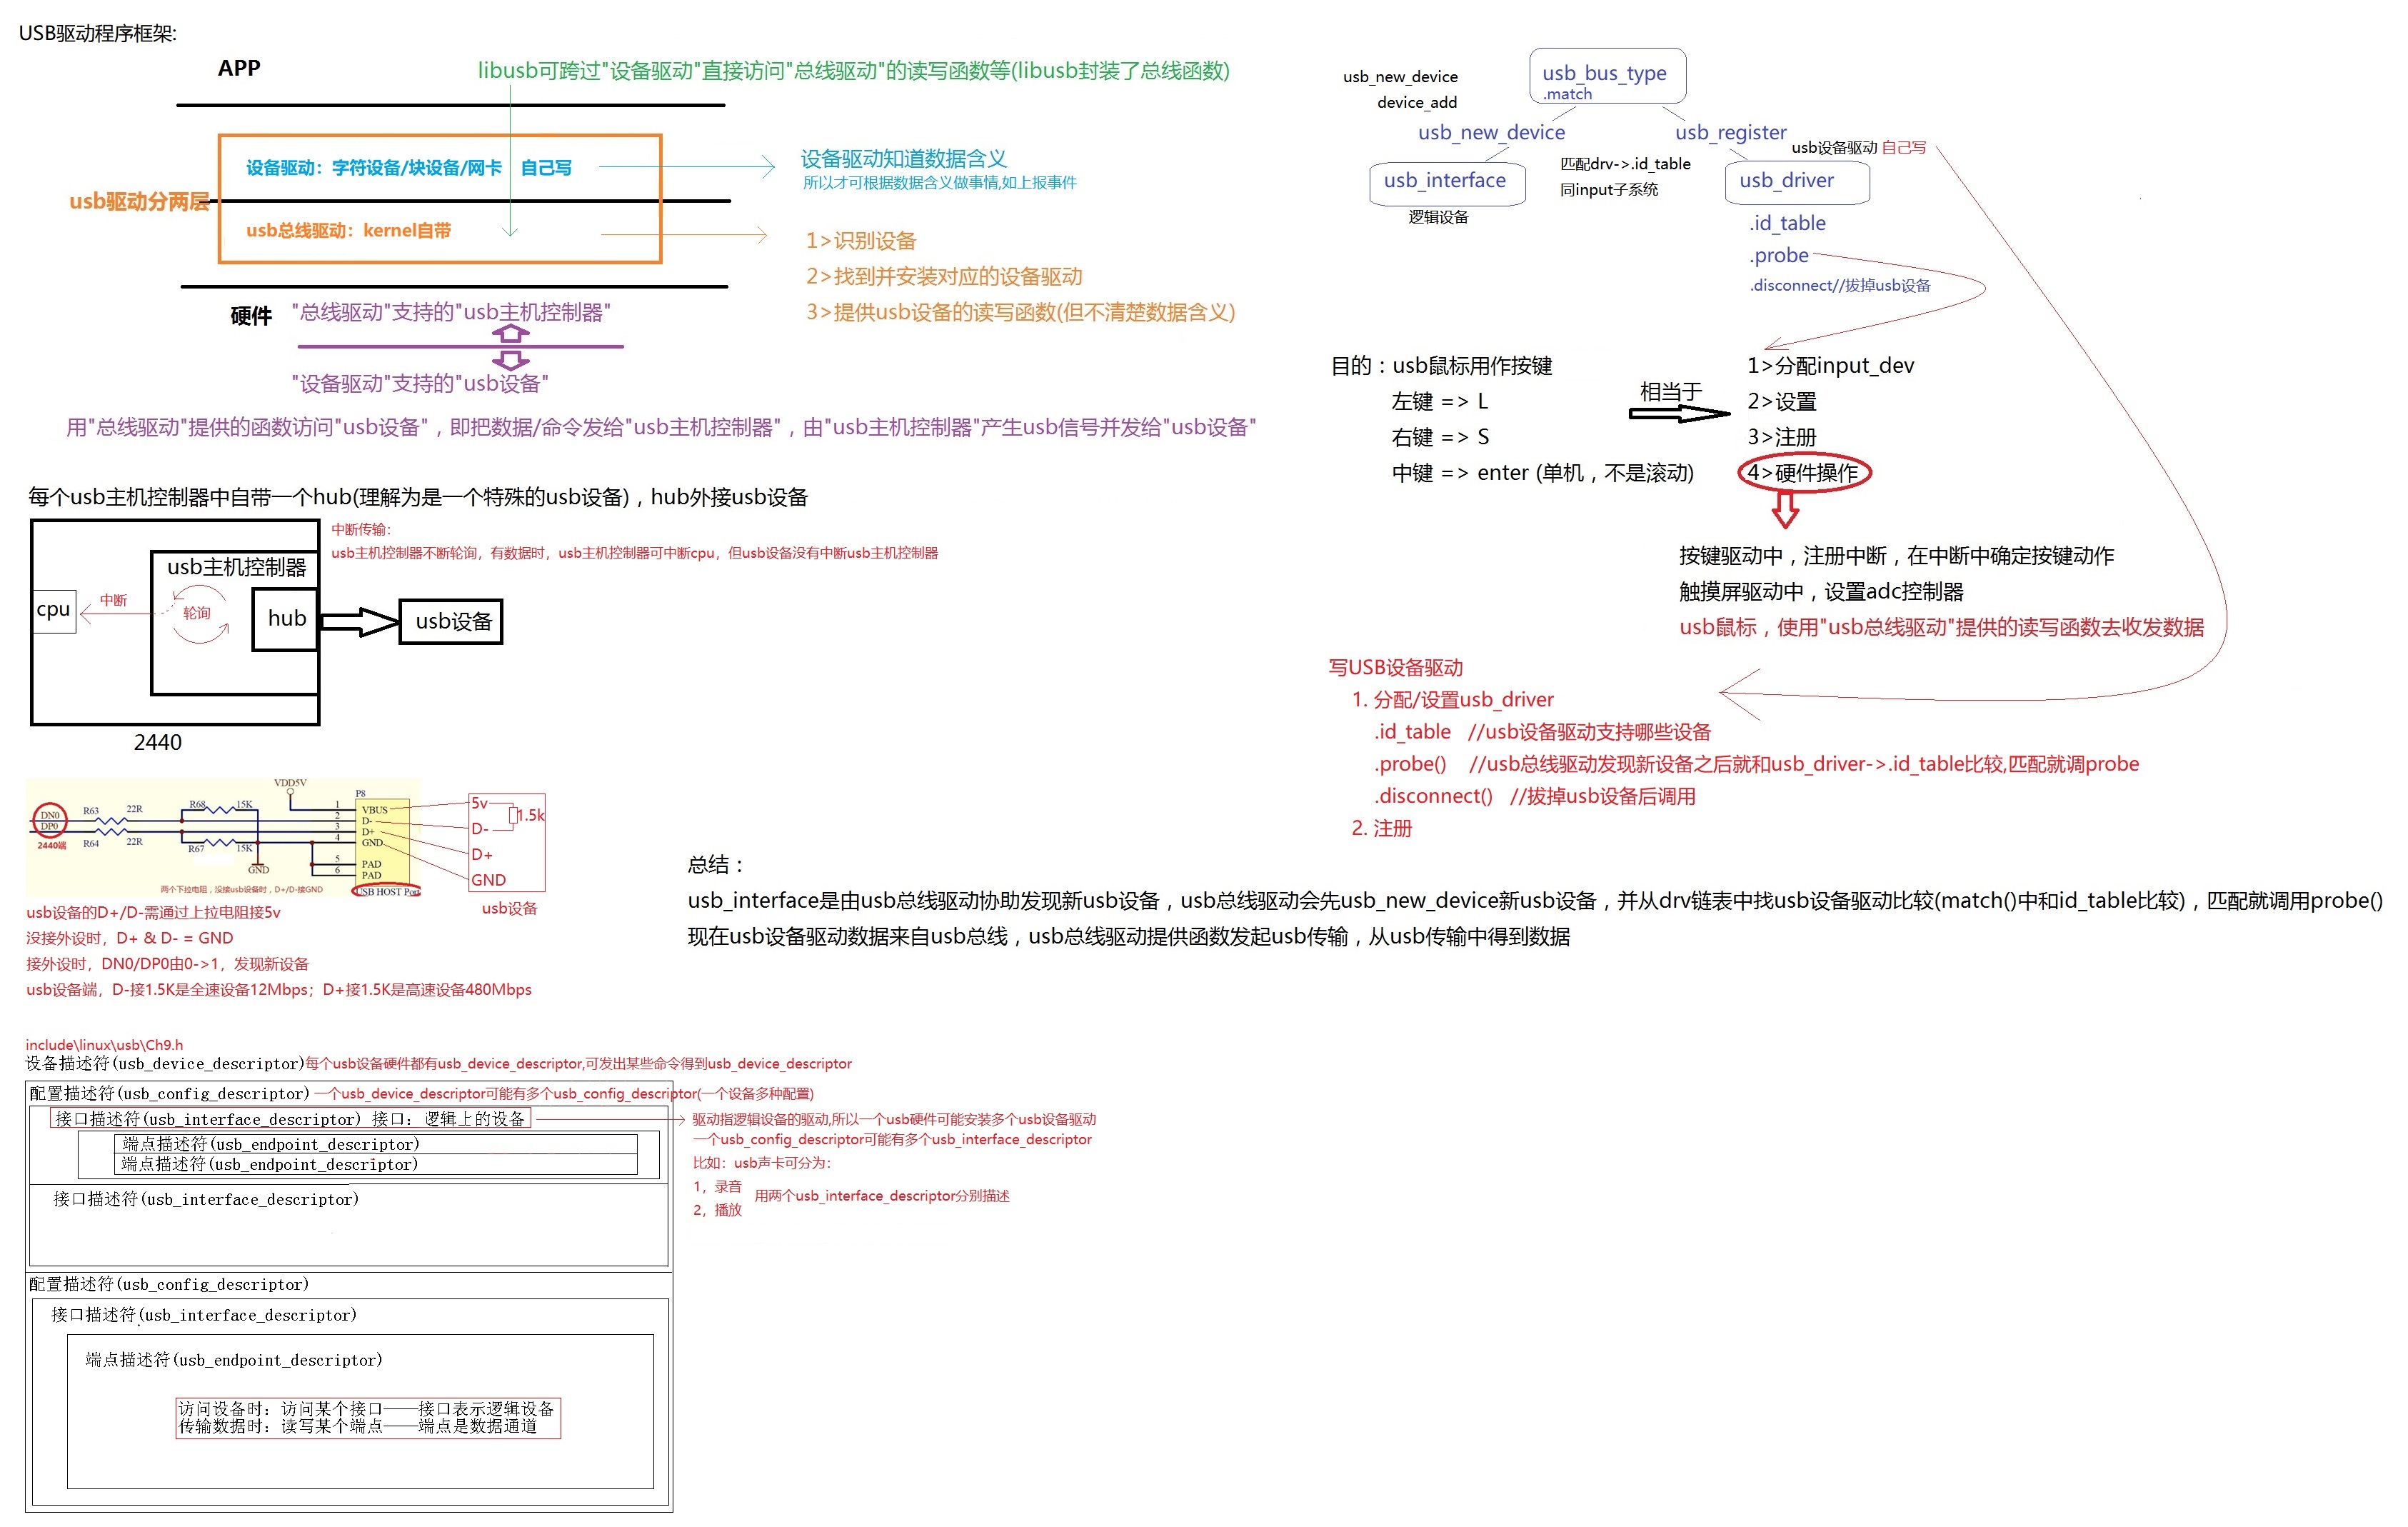 USB驱动程序框架:
APP
libusb可跨过"设备驱动"直接访问"总线驱动"的读写函数等(libusb封装了总线函数)
设备驱动：字符设备/块设备/网卡 自己写
设备驱动知道数据含义
所以才可根据数据含义做事情,如上报事件
usb驱动分两层
usb总线驱动：kernel自带
1>识别设备
2>找到并安装对应的设备驱动
3>提供usb设备的读写函数(但不清楚数据含义)
硬件
"总线驱动"支持的"usb主机控制器"
"设备驱动"支持的"usb设备"
用"总线驱动"提供的函数访问"usb设备"，即把数据/命令发给"usb主机控制器"，由"usb主机控制器"产生usb信号并发给"usb设备"
每个usb主机控制器中自带一个hub(理解为是一个特殊的usb设备)，hub外接usb设备
中断传输：
usb主机控制器不断轮询，有数据时，usb主机控制器可中断cpu，但usb设备没有中断usb主机控制器
usb主机控制器
cpu
中断
轮询
hub
usb设备
2440
VDD5V
P8
DN0
DP0
2440端
R63
22R
R64
22R
R68
15K
R67
15K
GND
1
2
3
4
5
6
VBUS
D-
D+
GND
PAD
PAD
USB HOST Port
两个下拉电阻，没接usb设备时，D+/D-接GND
5v
1.5k
D-
D+
GND
usb设备
usb设备的D+/D-需通过上拉电阻接5v
没接外设时，D+ & D- = GND
接外设时，DN0/DP0由0->1，发现新设备
usb设备端，D-接1.5K是全速设备12Mbps；D+接1.5K是高速设备480Mbps
include\linux\usb\Ch9.h
设备描述符(usb_device_descriptor)每个usb设备硬件都有usb_device_descriptor,可发出某些命令得到usb_device_descriptor
配置描述符(usb_config_descriptor) 一个usb_device_descriptor可能有多个usb_config_descriptor(一个设备多种配置)
接口描述符(usb_interface_descriptor) 接口：逻辑上的设备
端点描述符(usb_endpoint_descriptor)
端点描述符(usb_endpoint_descriptor)
驱动指逻辑设备的驱动,所以一个usb硬件可能安装多个usb设备驱动
一个usb_config_descriptor可能有多个usb_interface_descriptor
比如：usb声卡可分为：
1，录音
2，播放
用两个usb_interface_descriptor分别描述
接口描述符(usb_interface_descriptor)
配置描述符(usb_config_descriptor)
接口描述符(usb_interface_descriptor)
端点描述符(usb_endpoint_descriptor)
访问设备时：访问某个接口——接口表示逻辑设备
传输数据时：读写某个端点——端点是数据通道
usb_new_device
device_add
usb_bus_type
.match
usb_new_device
usb_register
usb设备驱动 自己写
匹配drv->.id_table
同input子系统
usb_interface
逻辑设备
usb_driver
.id_table
.probe
.disconnect//拔掉usb设备
目的：usb鼠标用作按键
左键 => L
右键 => S
中键 => enter (单机，不是滚动)
相当于
1>分配input_dev
2>设置
3>注册
4>硬件操作
按键驱动中，注册中断，在中断中确定按键动作
触摸屏驱动中，设置adc控制器
usb鼠标，使用"usb总线驱动"提供的读写函数去收发数据
写USB设备驱动
1. 分配/设置usb_driver
.id_table //usb设备驱动支持哪些设备
.probe() //usb总线驱动发现新设备之后就和usb_driver->.id_table比较,匹配就调probe
.disconnect() //拔掉usb设备后调用
2. 注册
总结：
usb_interface是由usb总线驱动协助发现新usb设备，usb总线驱动会先usb_new_device新usb设备，并从drv链表中找usb设备驱动比较(match()中和id_table比较)，匹配就调用probe()
现在usb设备驱动数据来自usb总线，usb总线驱动提供函数发起usb传输，从usb传输中得到数据